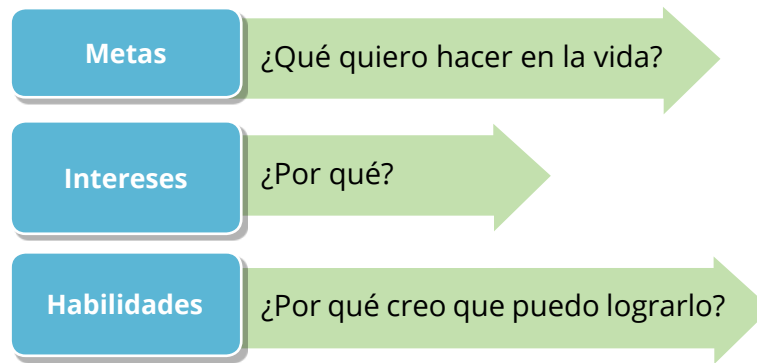 Metas
¿Qué quiero hacer en la vida?
Intereses
¿Por qué?
Habilidades
¿Por qué creo que puedo lograrlo?